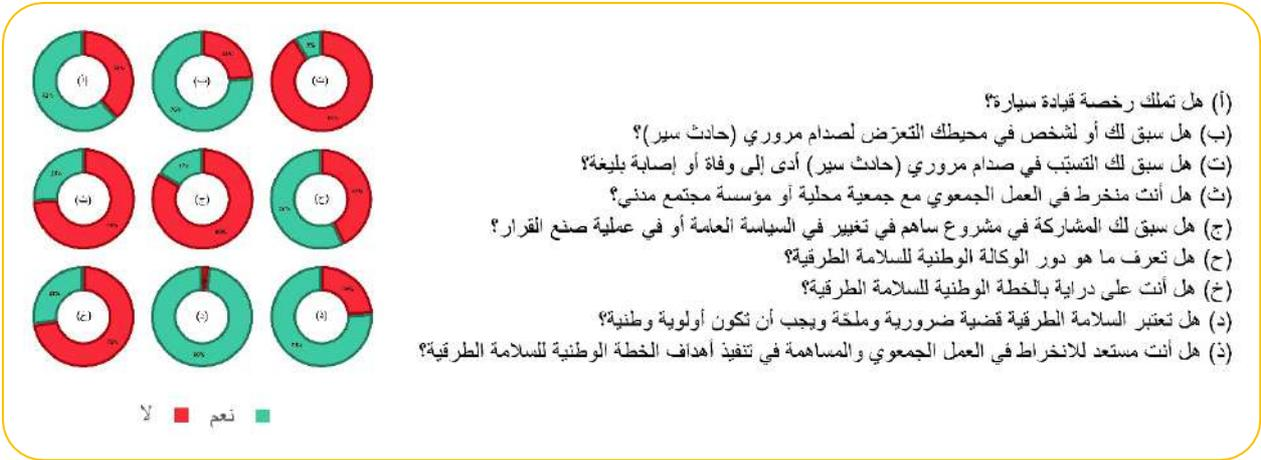 (أ) هل تملك رخصة قيادة سيارة؟
(ب) هل سبق لك أو لشخص في محيطك التعرّض لصدام مروري (حادث سير)؟
(ت) هل سبق لك التسبّب في صدام مروري (حادث سير) أدى إلى وفاة أو إصابة بليغة؟
(ث) هل أنت منخرط في العمل الجمعوي مع جمعية محلية أو مؤسسة مجتمع مدني؟
(ج) هل سبق لك المشاركة في مشروع ساهم في تغيير في السياسة العامة أو في عملية صنع القرار؟
(ح) هل تعرف ما هو دور الوكالة الوطنية للسلامة الطرقية؟
(خ) هل أنت على دراية بالخطة الوطنية للسلامة الطرقية؟
(د) هل تعتبر السلامة الطرقية قضية ضرورية وملحّة ويجب أن تكون أولوية وطنية؟
(ذ) هل أنت مستعد للانخراط في العمل الجمعوي والمساهمة في تنفيذ أهداف الخطة الوطنية للسلامة الطرقية؟
(أ)
(ب)
(ت)
(ث)
(ج)
(ح)
(خ)
(د)
(ذ)
نعم
لا